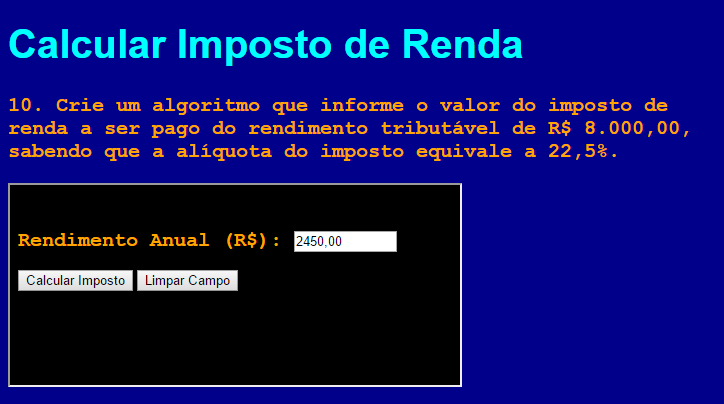 Calcular Imposto de Renda
10. Crie um algoritmo que informe o valor do imposto de
renda a ser pago do rendimento tributável de R$ 8.000,00,
sabendo que a alíquota do imposto equivale a 22,5%.
Rendimento Anual (R$): 2450,00
Calcular Imposto Limpar Campo